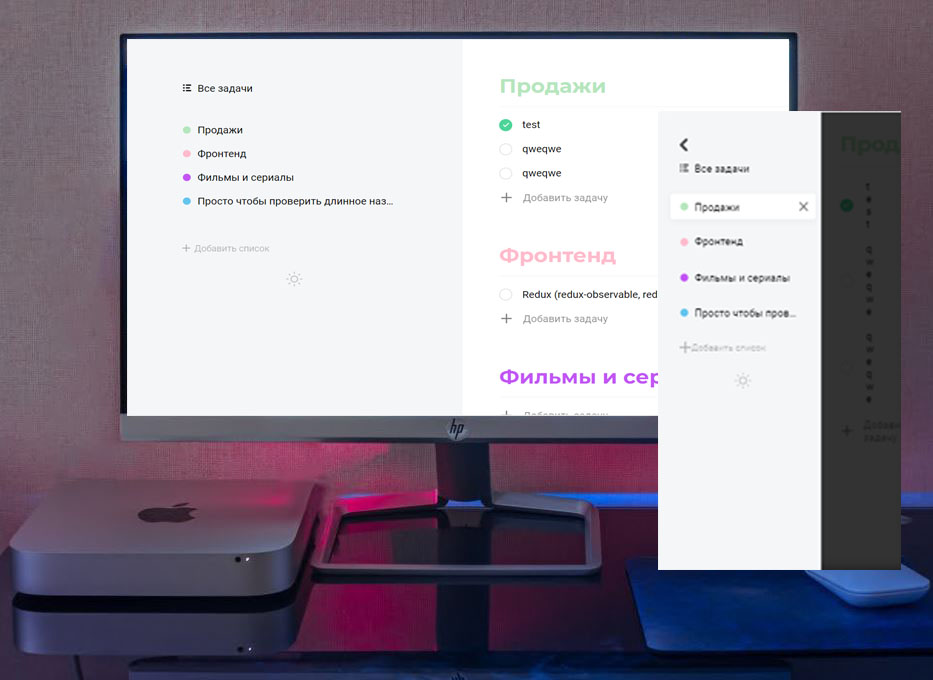 Все задачи
Продажи
Фронтенд
Фильмы и сериалы
Просто чтобы проверить длинное наз...
Добавить список
Продажи
test
qweqwe
qweqwe
Добавить задачу
Фронтенд
Redux (redux-observable, red
Добавить задачу
Фильмы и сер
Добавить задачу
hp
Все задачи
Продажи
Фронтенд
Фильмы и сериалы
Просто чтобы пров...
Добавить список
Прод
t
e
s
t
q
w
e
q
w
e
q
w
e
q
w
e
Добави
задачу